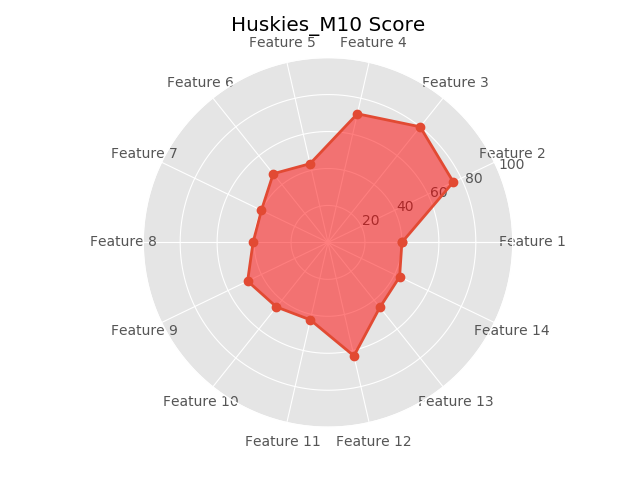 Huskies_M10 Score
Feature 5
Feature 4
Feature 6
Feature 3
Feature 7
Feature 2
100
80
60
40
20
Feature 8
Feature 1
Feature 9
Feature 14
Feature 10
Feature 13
Feature 11
Feature 12